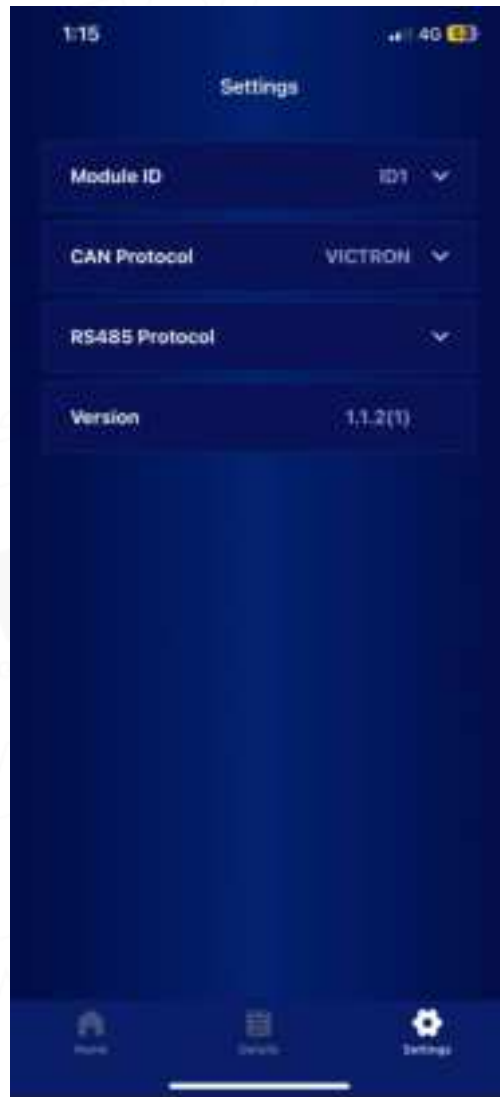 1:15
4G
Settings
Module ID ID1
CAN Protocol VICTRON
RS485 Protocol
Version 1.1.2(1)
Home Details Settings